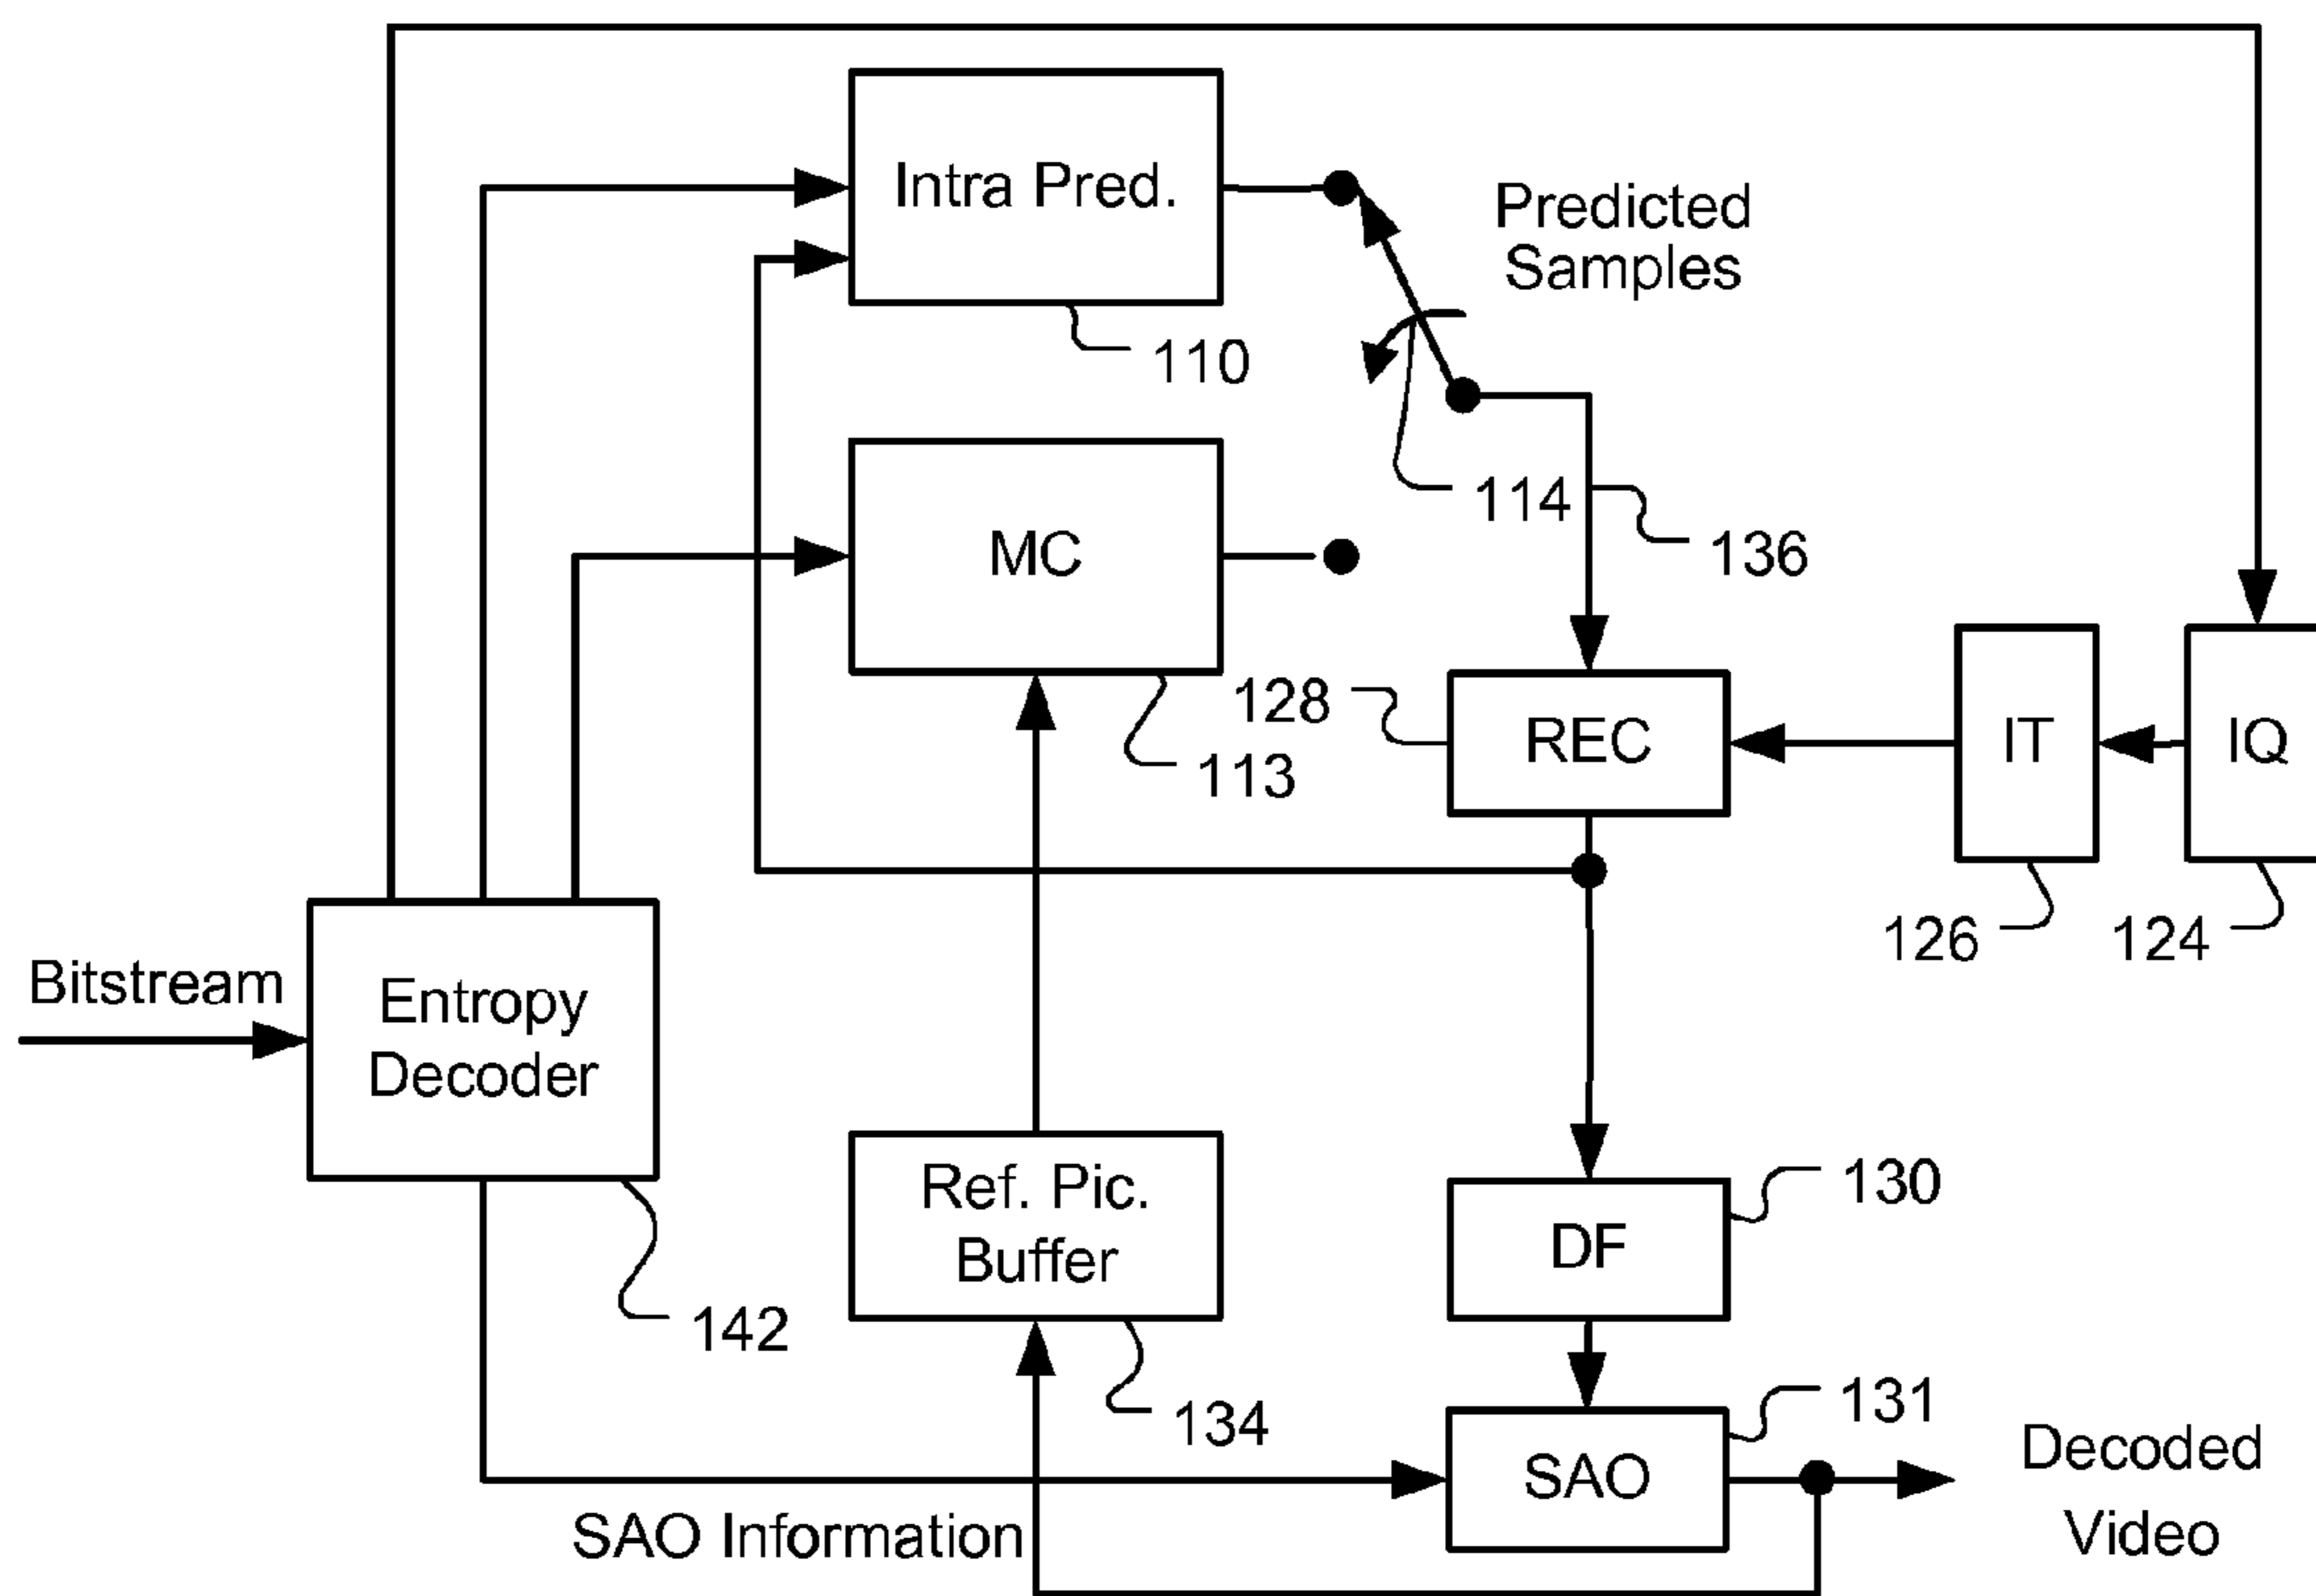 Intra Pred.
Predicted
Samples
110
114
136
MC
113
128
REC
IT
IQ
126
124
Bitstream
Entropy
Decoder
142
Ref. Pic.
Buffer
134
130
DF
131
SAO
SAO Information
Decoded
Video